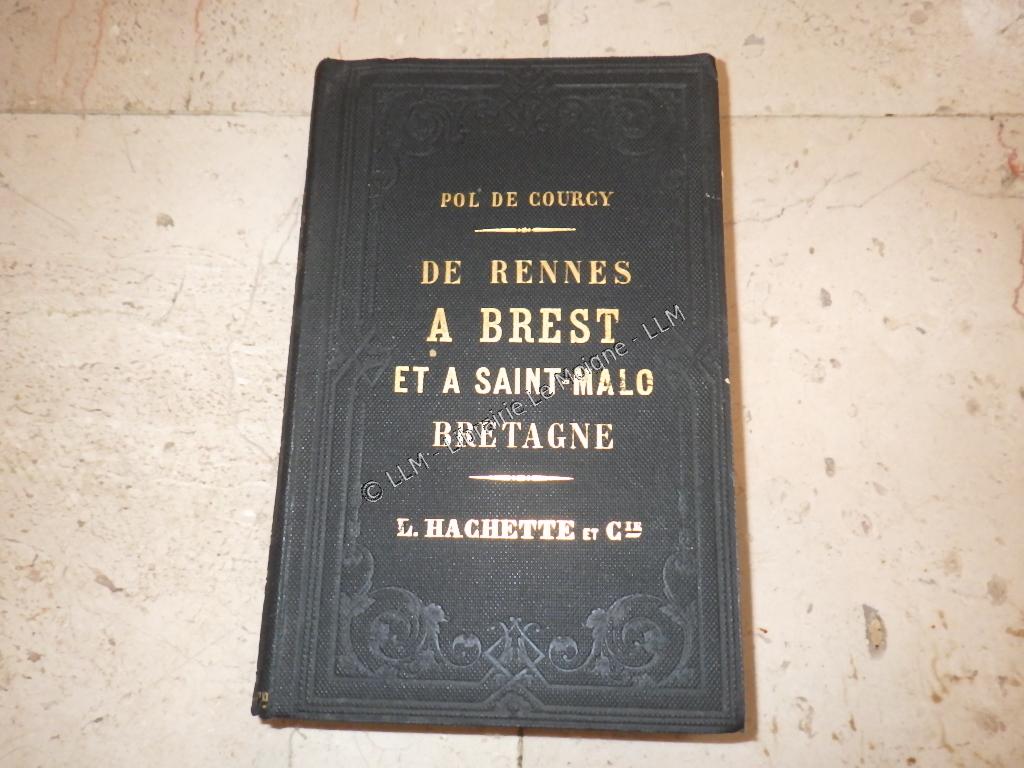 POL DE COURCY
DE RENNES
A BREST
ET A SAINT-MALO
BRETAGNE
L. HACHETTE ET CIE
© LLM - Librairie Le Moigne - LLM